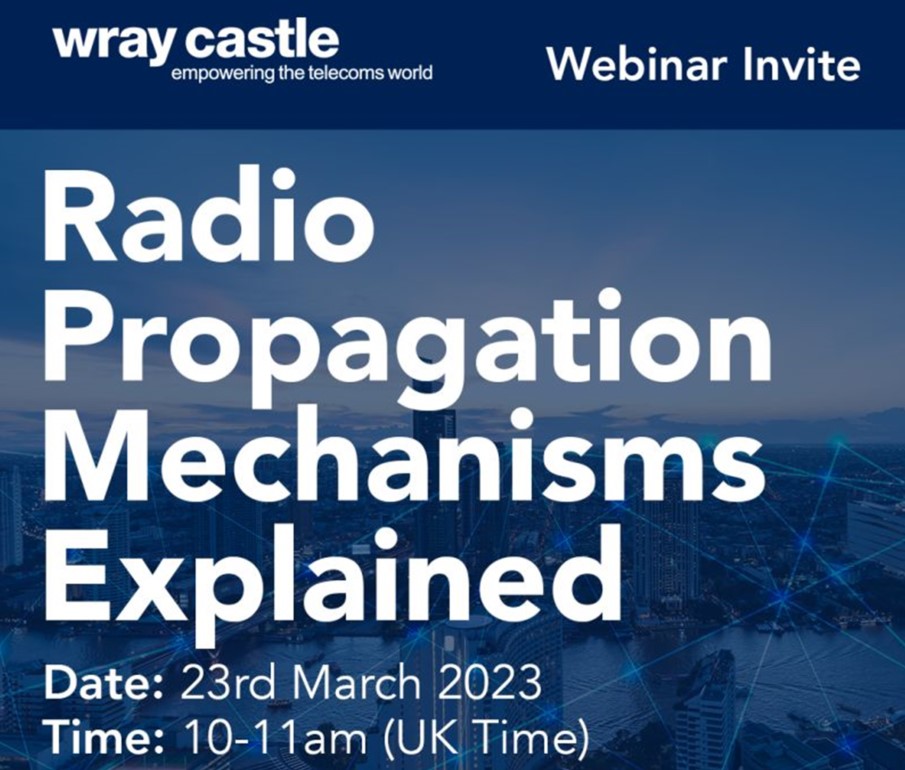 wray castle
empowering the telecoms world
Webinar Invite
Radio
Propagation
Mechanisms
Explained
Date: 23rd March 2023
Time: 10-11am (UK Time)